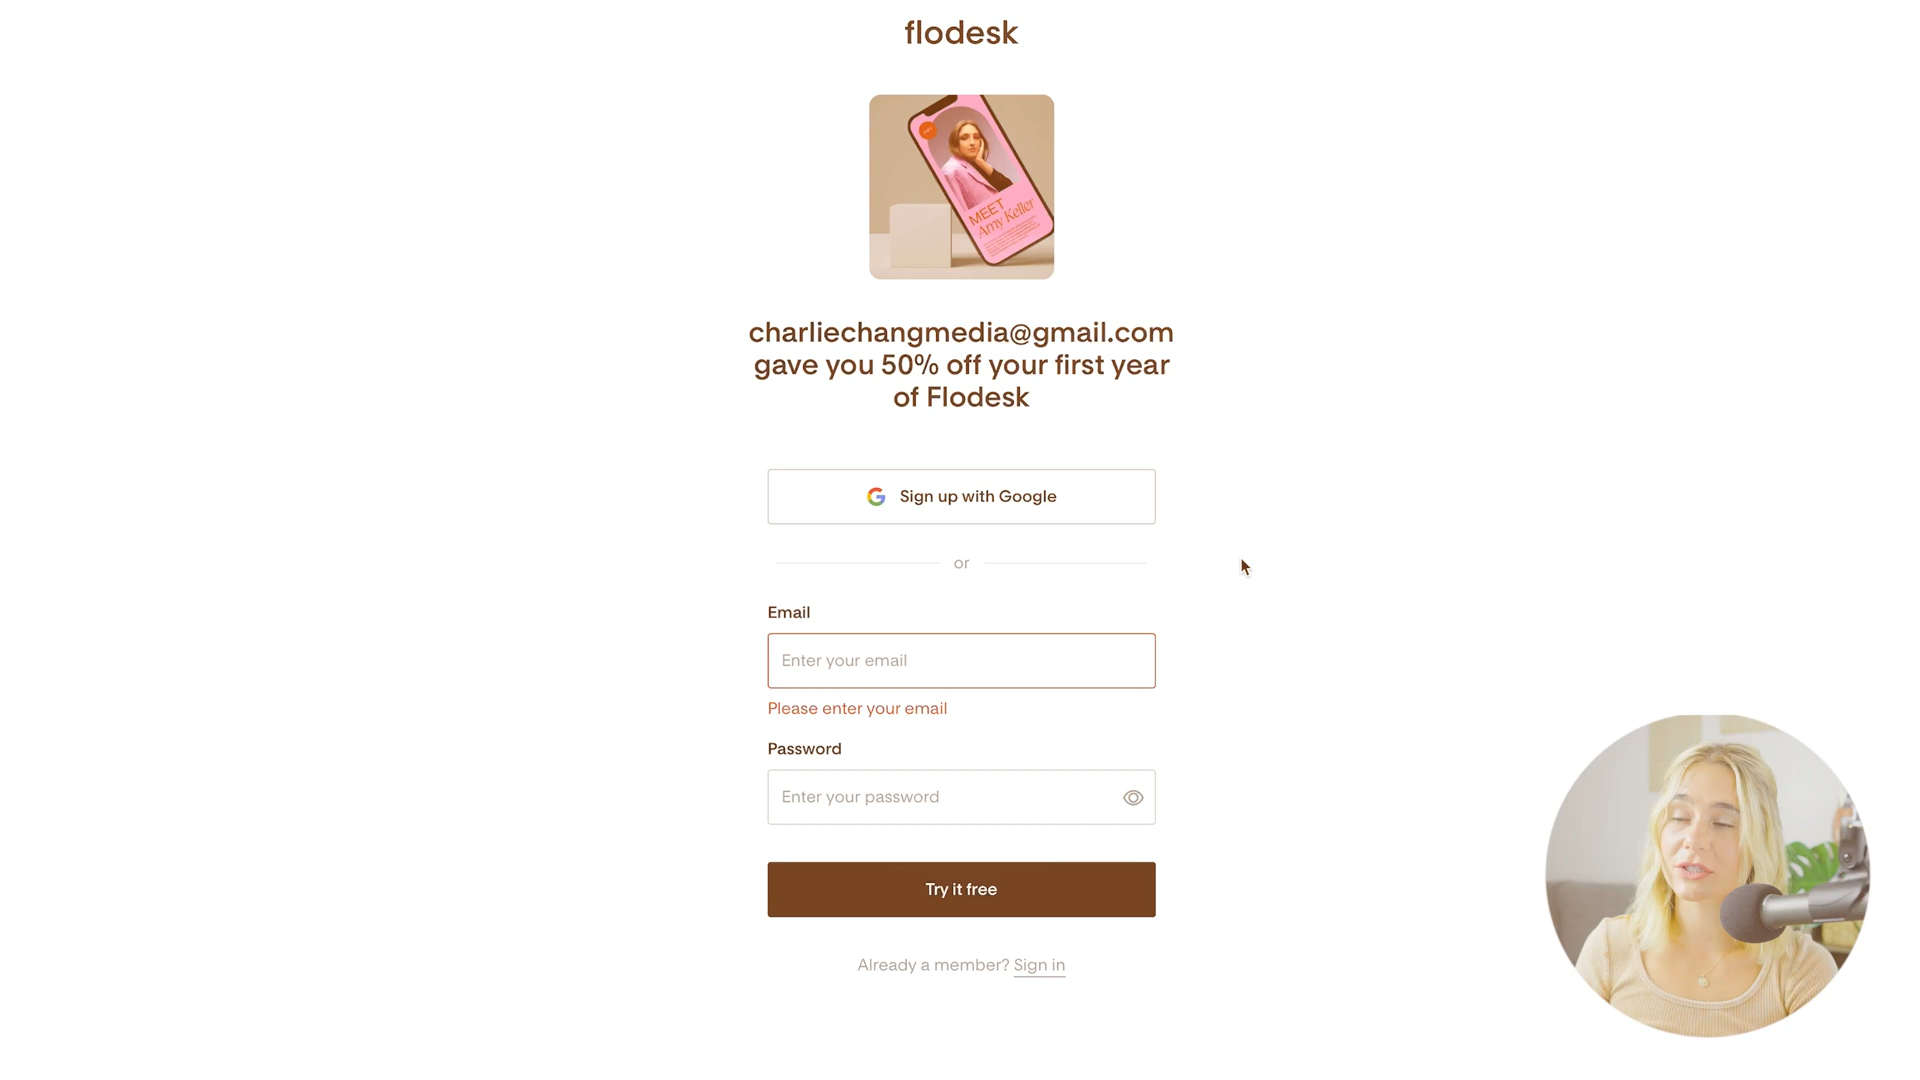 flodesk
MEET
Amy Keller
charliechangmedia@gmail.com
gave you 50% off your first year
of Flodesk
Sign up with Google
or
Email
Enter your email
Please enter your email
Password
Enter your password
Try it free
Already a member? Sign in